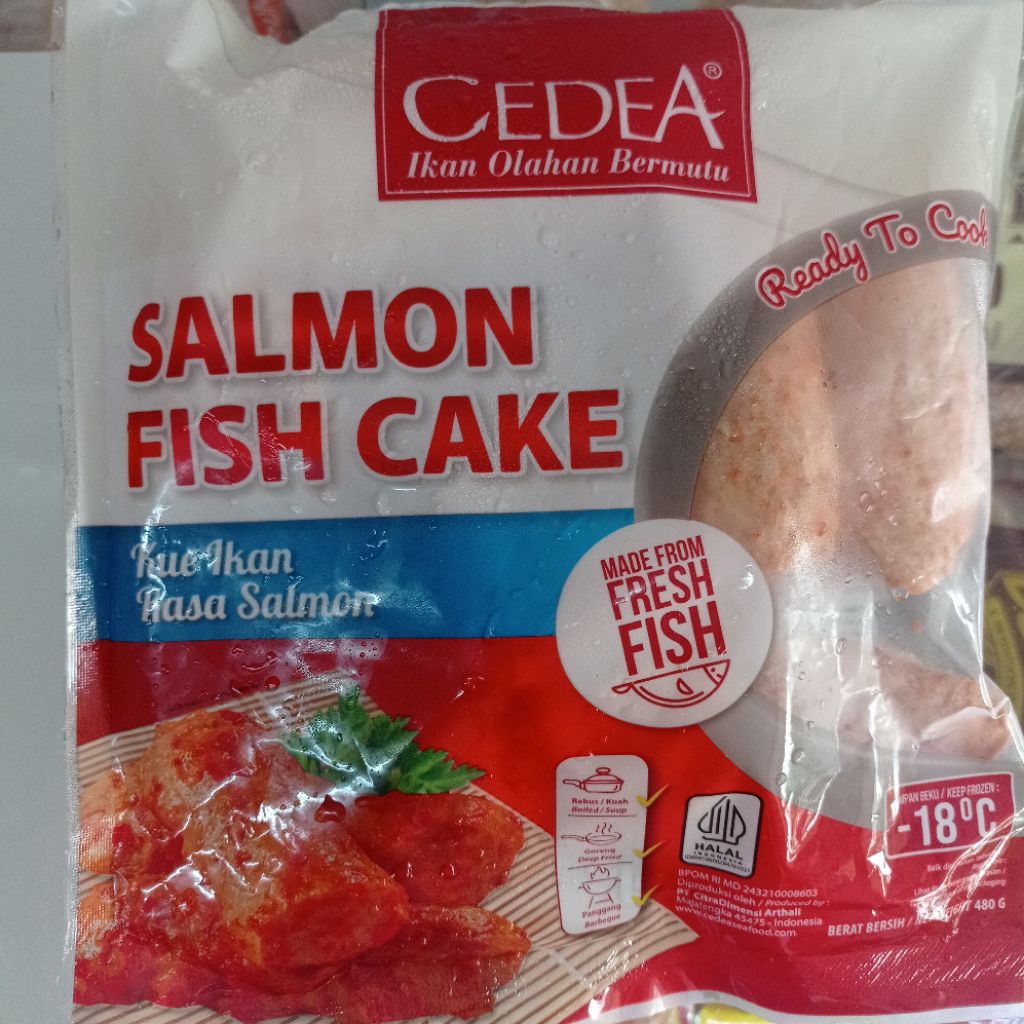 CEDEA®
Ikan Olahan Bermutu
Ready To Cook
SALMON
FISH CAKE
Kue Ikan
Rasa Salmon
MADE FROM
FRESH
FISH
Rebus / Kuah
Boiled / Soup
Goreng
Deep Fried
Panggang
Barbeque
HALAL
INDONESIA
BPOM RI MD 243210008603
Diproduksi oleh / Produced by :
PT CitraDimensi Arthali
Majalengka 45475 - Indonesia
www.cedeaseafood.com
BEKU / KEEP FROZEN :
-18°C
BERAT BERSIH / 480 G